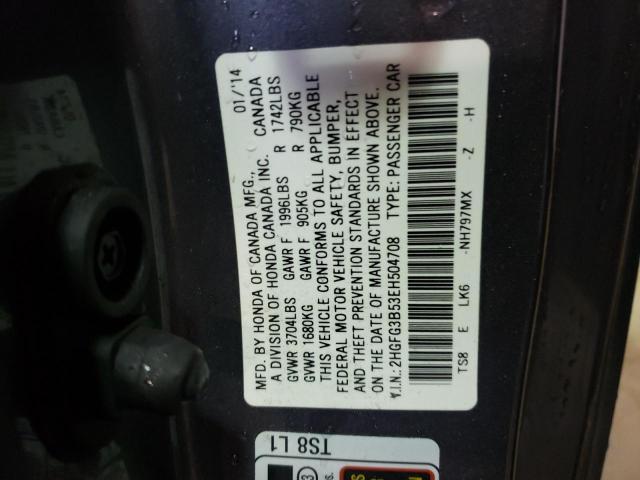 MFD. BY HONDA OF CANADA MFG., 01/'14
A DIVISION OF HONDA CANADA INC. CANADA
GVWR 3704LBS GAWR F 1996LBS R 1742LBS
GVWR 1680KG GAWR F 905KG R 790KG
THIS VEHICLE CONFORMS TO ALL APPLICABLE
FEDERAL MOTOR VEHICLE SAFETY, BUMPER,
AND THEFT PREVENTION STANDARDS IN EFFECT
ON THE DATE OF MANUFACTURE SHOWN ABOVE.
V.I.N.: 2HGFG3B53EH504708 TYPE: PASSENGER CAR
TS8 E LK6 -NH797MX -Z -H
TS8 L1